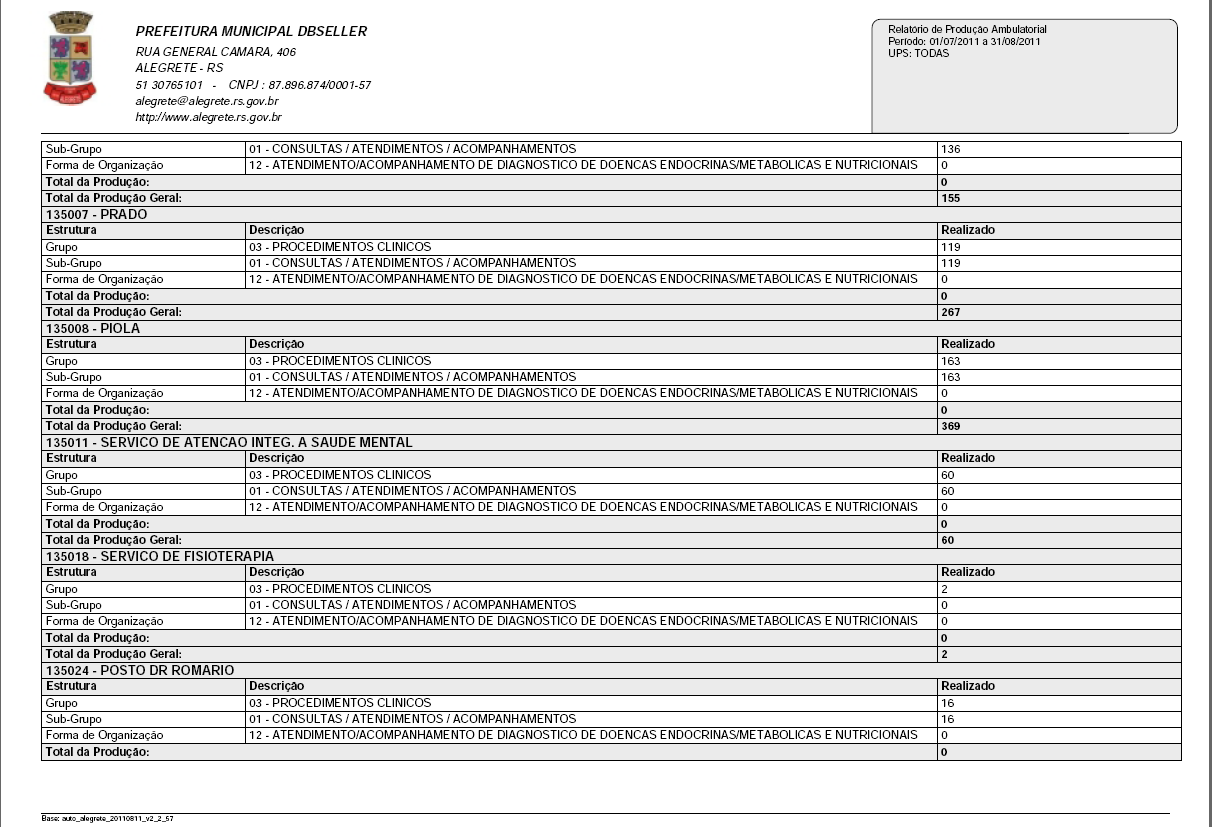 PREFEITURA MUNICIPAL DBSELLER
RUA GENERAL CAMARA, 406
ALEGRETE - RS
51 30765101 - CNPJ : 87.896.874/0001-57
alegrete@alegrete.rs.gov.br
http://www.alegrete.rs.gov.br
Relatório de Produção Ambulatorial
Período: 01/07/2011 a 31/08/2011
UPS: TODAS
ALEGRETE
Sub-Grupo 01 - CONSULTAS / ATENDIMENTOS / ACOMPANHAMENTOS 136
Forma de Organização 12 - ATENDIMENTO/ACOMPANHAMENTO DE DIAGNOSTICO DE DOENCAS ENDOCRINAS/METABOLICAS E NUTRICIONAIS 0
Total da Produção: 0
Total da Produção Geral: 155
135007 - PRADO
Estrutura Descrição Realizado
Grupo 03 - PROCEDIMENTOS CLINICOS 119
Sub-Grupo 01 - CONSULTAS / ATENDIMENTOS / ACOMPANHAMENTOS 119
Forma de Organização 12 - ATENDIMENTO/ACOMPANHAMENTO DE DIAGNOSTICO DE DOENCAS ENDOCRINAS/METABOLICAS E NUTRICIONAIS 0
Total da Produção: 0
Total da Produção Geral: 267
135008 - PIOLA
Estrutura Descrição Realizado
Grupo 03 - PROCEDIMENTOS CLINICOS 163
Sub-Grupo 01 - CONSULTAS / ATENDIMENTOS / ACOMPANHAMENTOS 163
Forma de Organização 12 - ATENDIMENTO/ACOMPANHAMENTO DE DIAGNOSTICO DE DOENCAS ENDOCRINAS/METABOLICAS E NUTRICIONAIS 0
Total da Produção: 0
Total da Produção Geral: 369
135011 - SERVICO DE ATENCAO INTEG. A SAUDE MENTAL
Estrutura Descrição Realizado
Grupo 03 - PROCEDIMENTOS CLINICOS 60
Sub-Grupo 01 - CONSULTAS / ATENDIMENTOS / ACOMPANHAMENTOS 60
Forma de Organização 12 - ATENDIMENTO/ACOMPANHAMENTO DE DIAGNOSTICO DE DOENCAS ENDOCRINAS/METABOLICAS E NUTRICIONAIS 0
Total da Produção: 0
Total da Produção Geral: 60
135018 - SERVICO DE FISIOTERAPIA
Estrutura Descrição Realizado
Grupo 03 - PROCEDIMENTOS CLINICOS 2
Sub-Grupo 01 - CONSULTAS / ATENDIMENTOS / ACOMPANHAMENTOS 0
Forma de Organização 12 - ATENDIMENTO/ACOMPANHAMENTO DE DIAGNOSTICO DE DOENCAS ENDOCRINAS/METABOLICAS E NUTRICIONAIS 0
Total da Produção: 0
Total da Produção Geral: 2
135024 - POSTO DR ROMARIO
Estrutura Descrição Realizado
Grupo 03 - PROCEDIMENTOS CLINICOS 16
Sub-Grupo 01 - CONSULTAS / ATENDIMENTOS / ACOMPANHAMENTOS 16
Forma de Organização 12 - ATENDIMENTO/ACOMPANHAMENTO DE DIAGNOSTICO DE DOENCAS ENDOCRINAS/METABOLICAS E NUTRICIONAIS 0
Total da Produção: 0
Base: auto_alegrete_20110811_v2_2_57